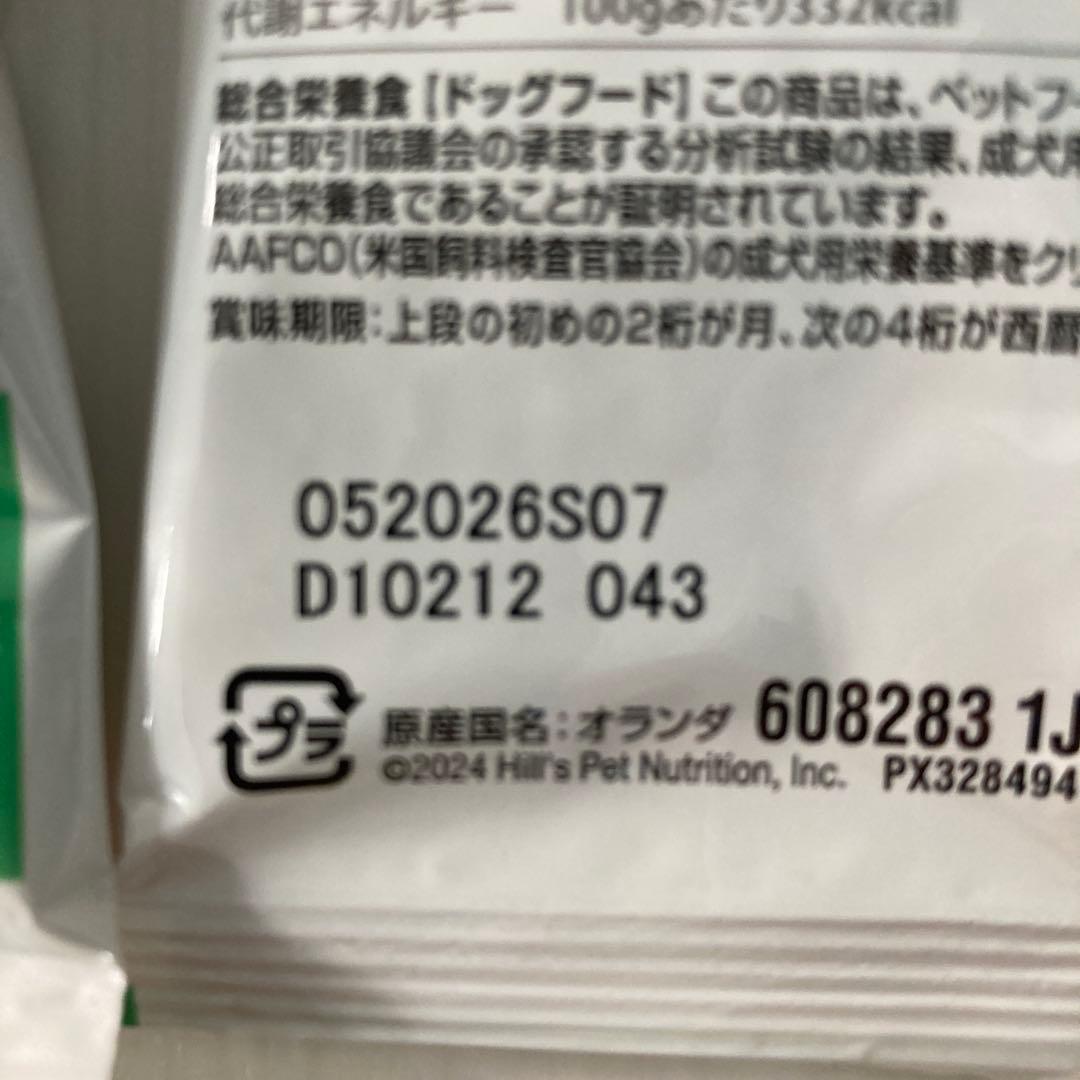 代謝エネルギー 100gあたり332kcal
総合栄養食 [ドッグフード] この商品は、ペットフー
公正取引協議会の承認する分析試験の結果、成犬用
総合栄養食であることが証明されています。
AAFCO(米国飼料検査官協会)の成犬用栄養基準をクリ
賞味期限:上段の初めの2桁が月、次の4桁が西暦
052026S07
D10212 043
プラ
原産国名:オランダ 608283 1J
©2024 Hill's Pet Nutrition, Inc. PX328494